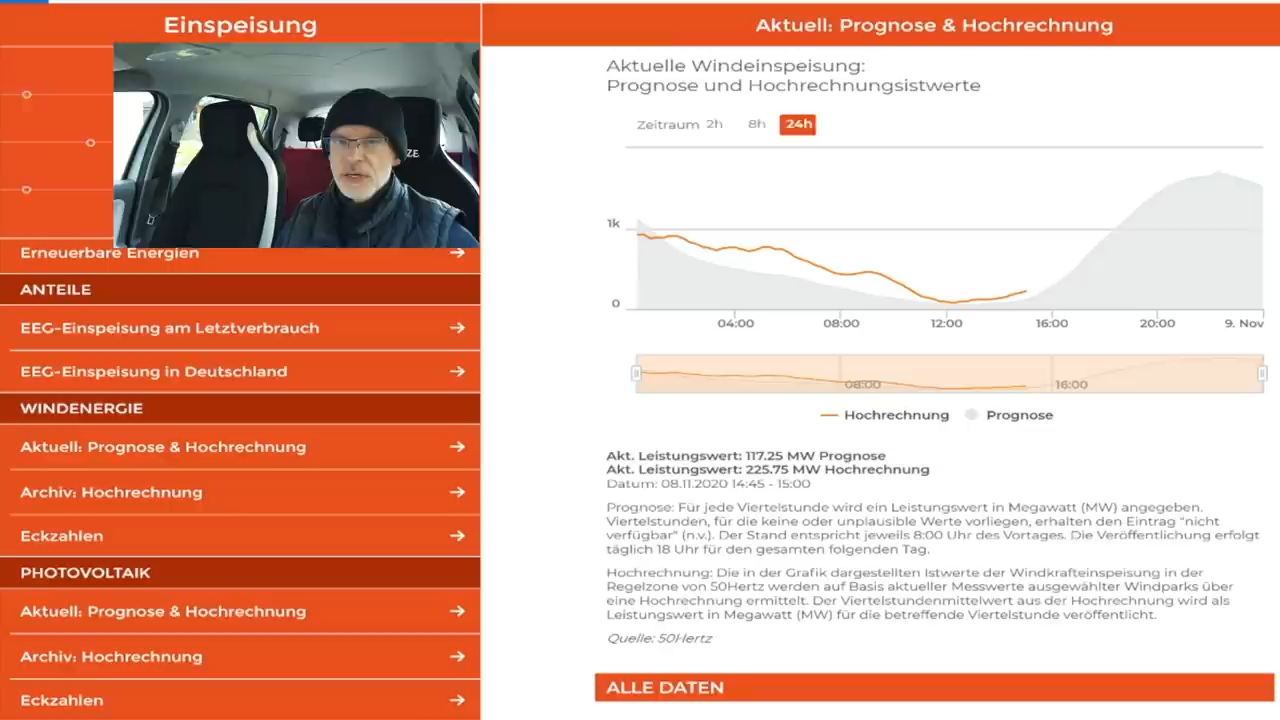 Einspeisung
Erneuerbare Energien
ANTEILE
EEG-Einspeisung am Letztverbrauch
EEG-Einspeisung in Deutschland
WINDENERGIE
Aktuell: Prognose & Hochrechnung
Archiv: Hochrechnung
Eckzahlen
PHOTOVOLTAIK
Aktuell: Prognose & Hochrechnung
Archiv: Hochrechnung
Eckzahlen
ZE
Aktuell: Prognose & Hochrechnung
Aktuelle Windeinspeisung:
Prognose und Hochrechnungsistwerte
Zeitraum 2h 8h 24h
1k
0
04:00 08:00 12:00 16:00 20:00 9. Nov
08:00 16:00
Hochrechnung Prognose
Akt. Leistungswert: 117.25 MW Prognose
Akt. Leistungswert: 225.75 MW Hochrechnung
Datum: 08.11.2020 14:45 - 15:00
Prognose: Für jede Viertelstunde wird ein Leistungswert in Megawatt (MW) angegeben.
Viertelstunden, für die keine oder unplausible Werte vorliegen, erhalten den Eintrag "nicht
verfügbar" (n.v.). Der Stand entspricht jeweils 8:00 Uhr des Vortages. Die Veröffentlichung erfolgt
täglich 18 Uhr für den gesamten folgenden Tag.
Hochrechnung: Die in der Grafik dargestellten Istwerte der Windkrafteinspeisung in der
Regelzone von 50Hertz werden auf Basis aktueller Messwerte ausgewählter Windparks über
eine Hochrechnung ermittelt. Der Viertelstundenmittelwert aus der Hochrechnung wird als
Leistungswert in Megawatt (MW) für die betreffende Viertelstunde veröffentlicht.
Quelle: 50Hertz
ALLE DATEN